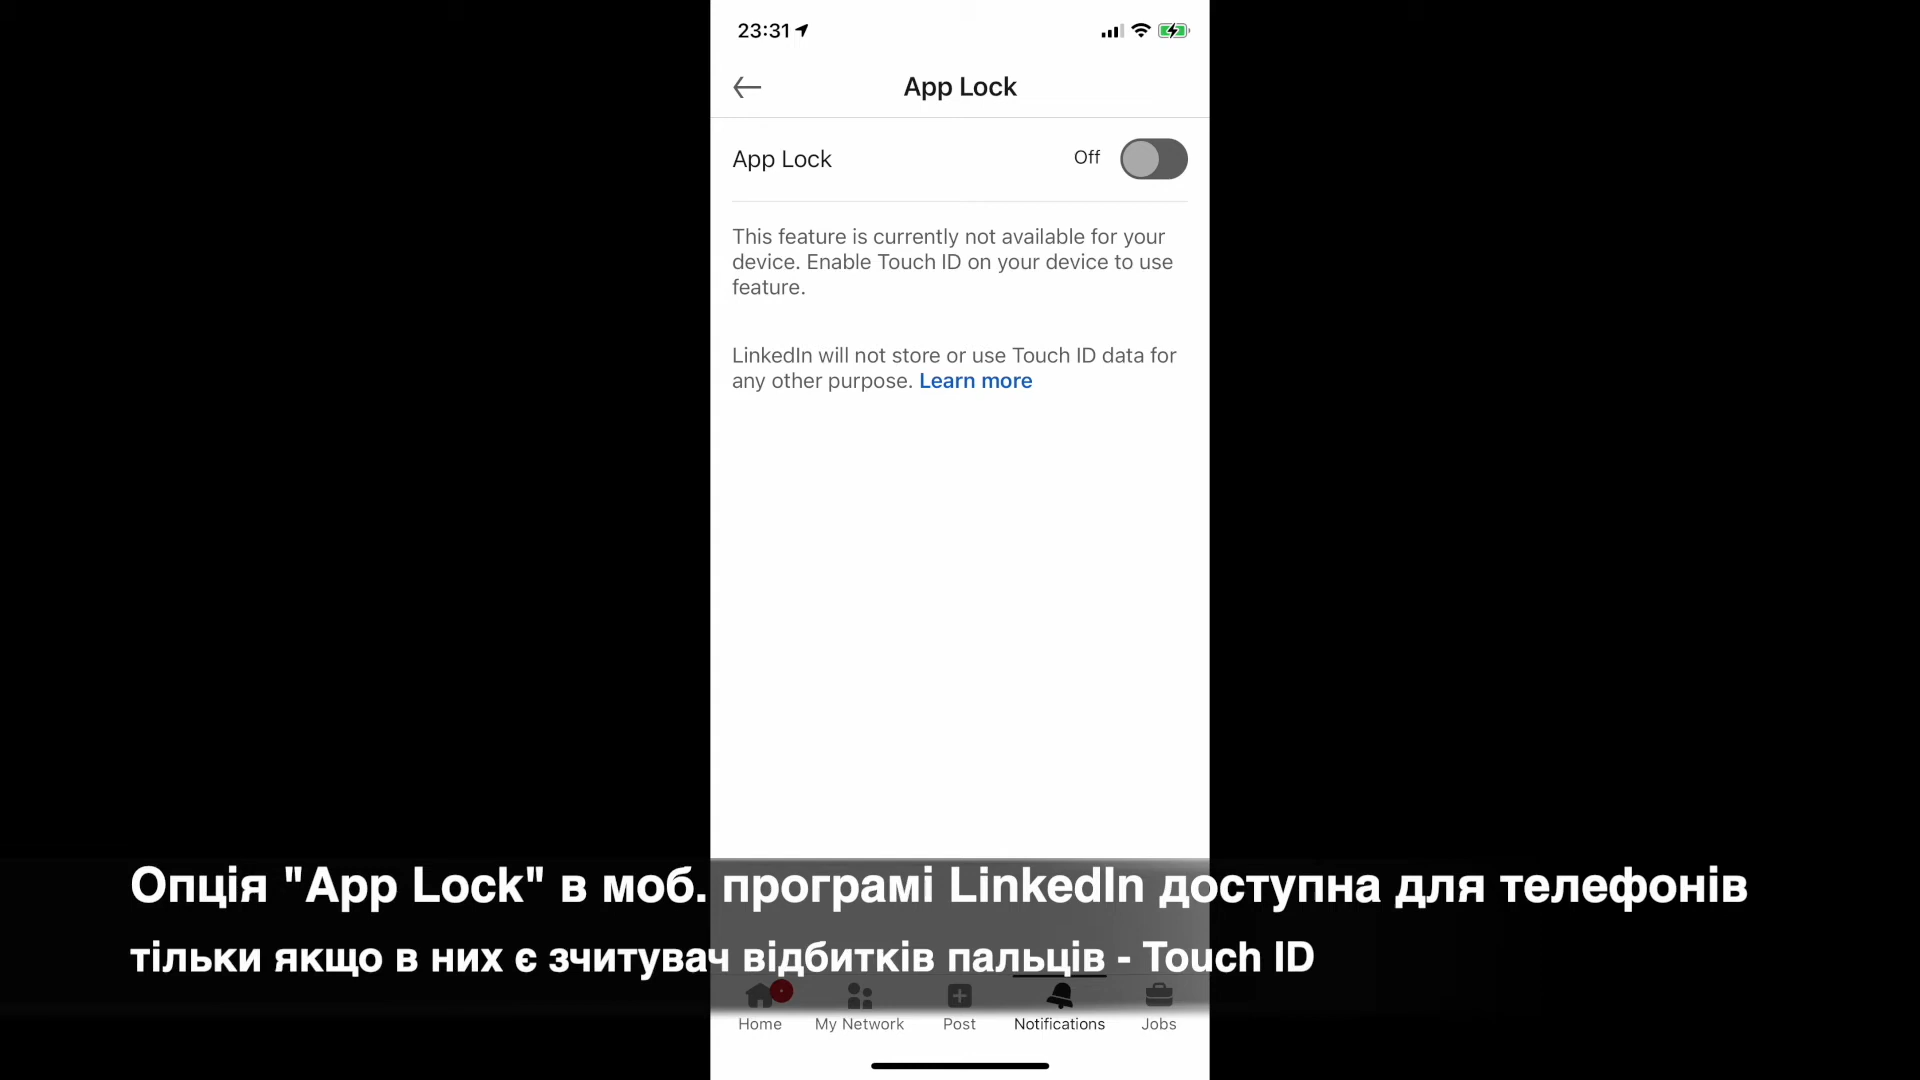 23:31
App Lock
App Lock
Off
This feature is currently not available for your
device. Enable Touch ID on your device to use
feature.
LinkedIn will not store or use Touch ID data for
any other purpose. Learn more
Опція "App Lock" в моб. програмі LinkedIn доступна для телефонів
тільки якщо в них є зчитувач відбитків пальців - Touch ID
Home
My Network
Post
Notifications
Jobs